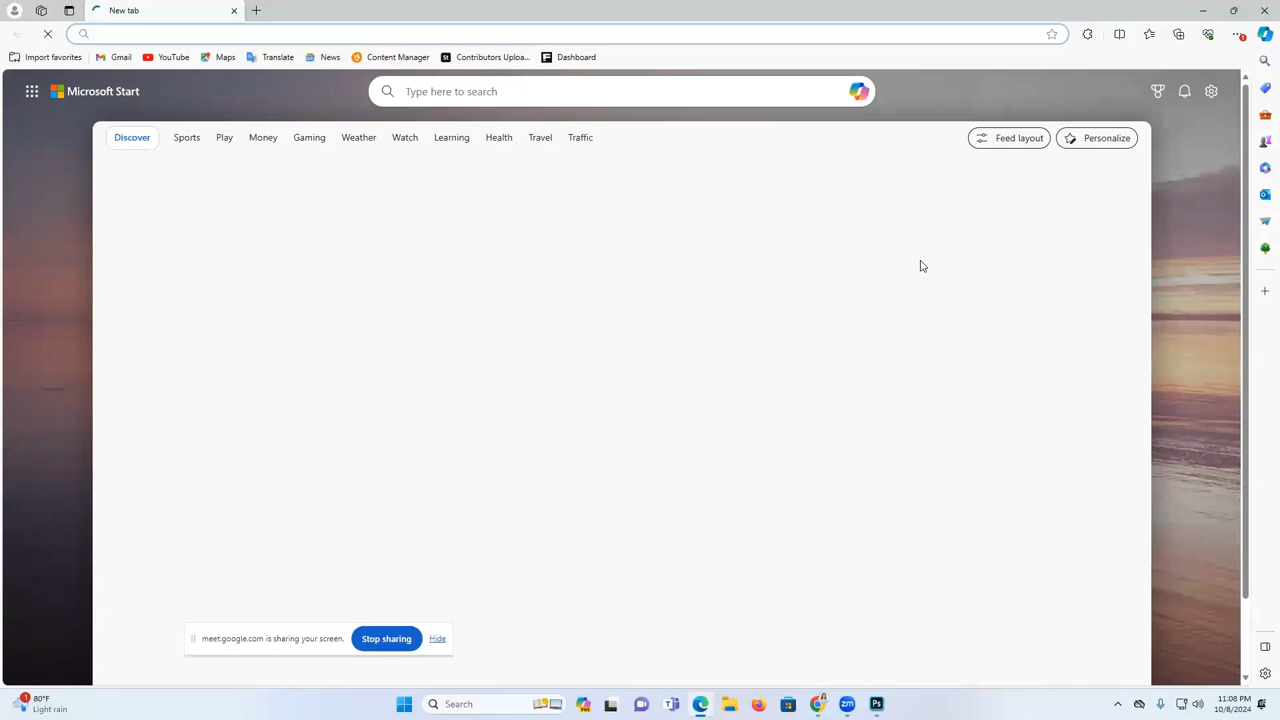 New tab
Import favorites Gmail YouTube Maps Translate News Content Manager Contributors Uploa... Dashboard
Microsoft Start Type here to search
Discover Sports Play Money Gaming Weather Watch Learning Health Travel Traffic Feed layout Personalize
meet.google.com is sharing your screen. Stop sharing Hide
80°F
Light rain
Search
11:08 PM
10/8/2024